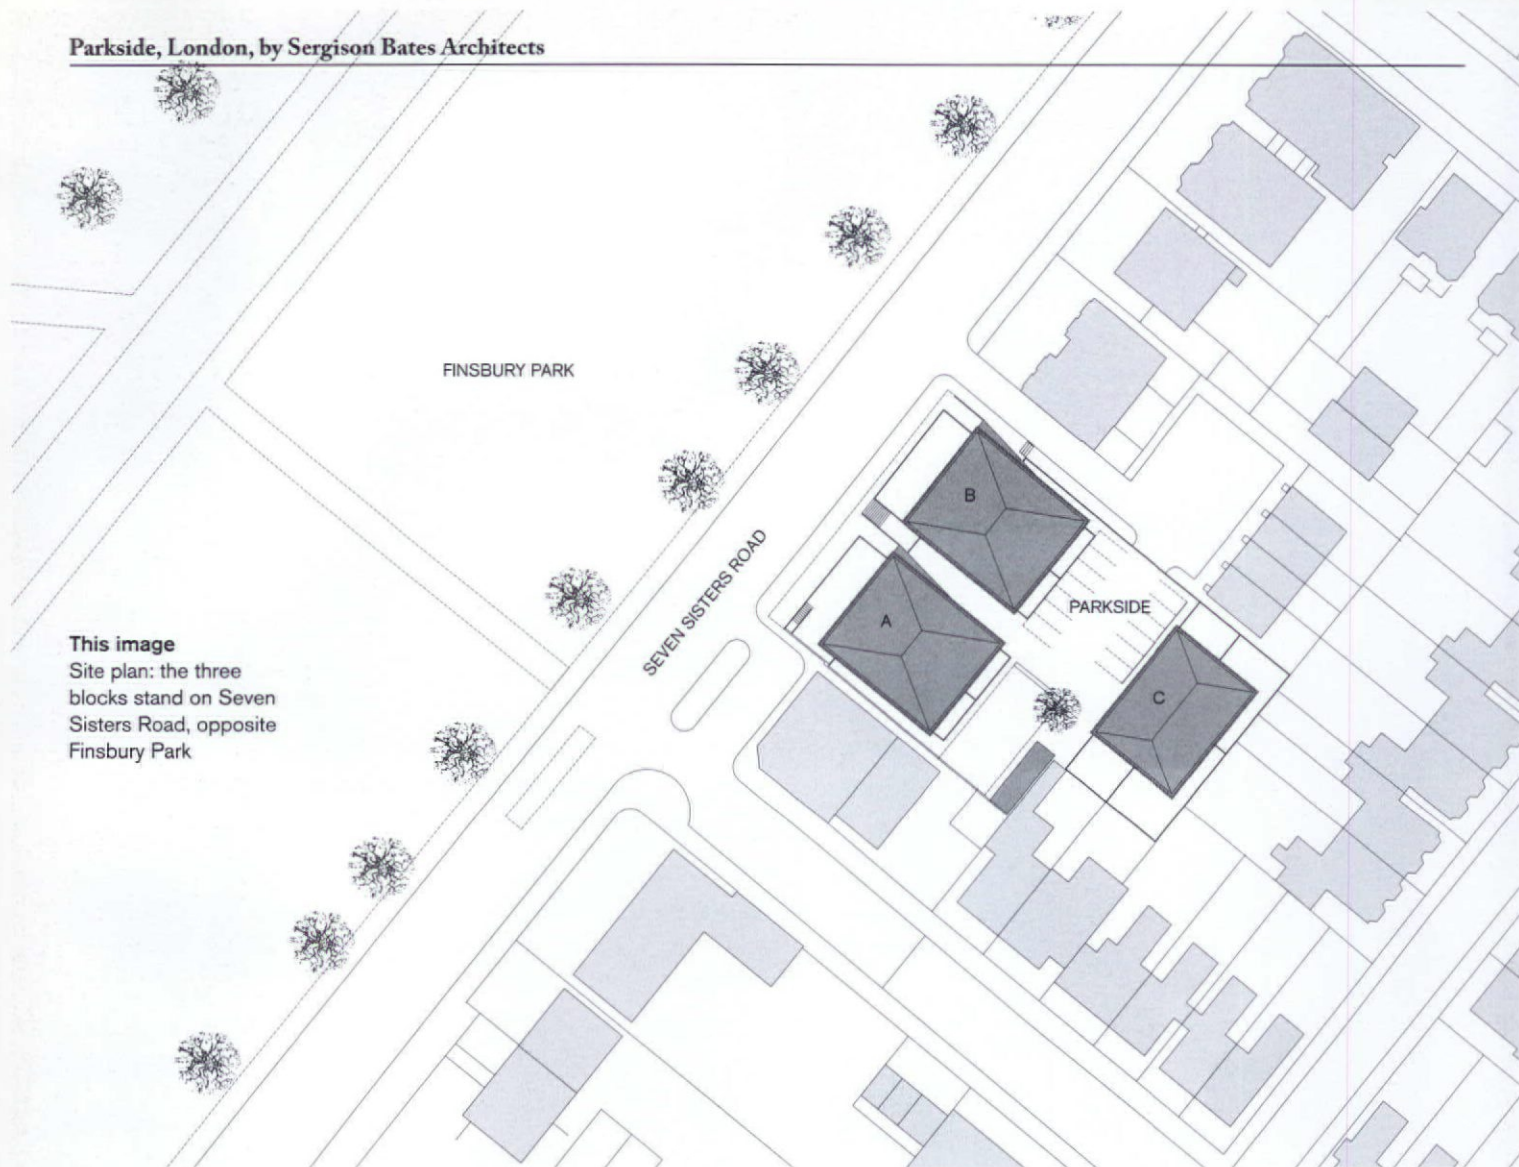 Parkside, London, by Sergison Bates Architects
FINSBURY PARK
SEVEN SISTERS ROAD
B
A
PARKSIDE
C
This image
Site plan: the three
blocks stand on Seven
Sisters Road, opposite
Finsbury Park